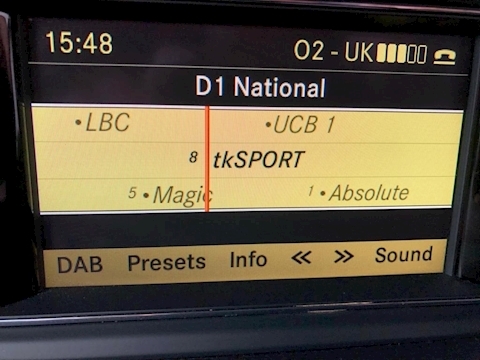 15:48 O2 - UK
D1 National
•LBC •UCB 1
8 tkSPORT
5 •Magic 1 •Absolute
DAB Presets Info << >> Sound